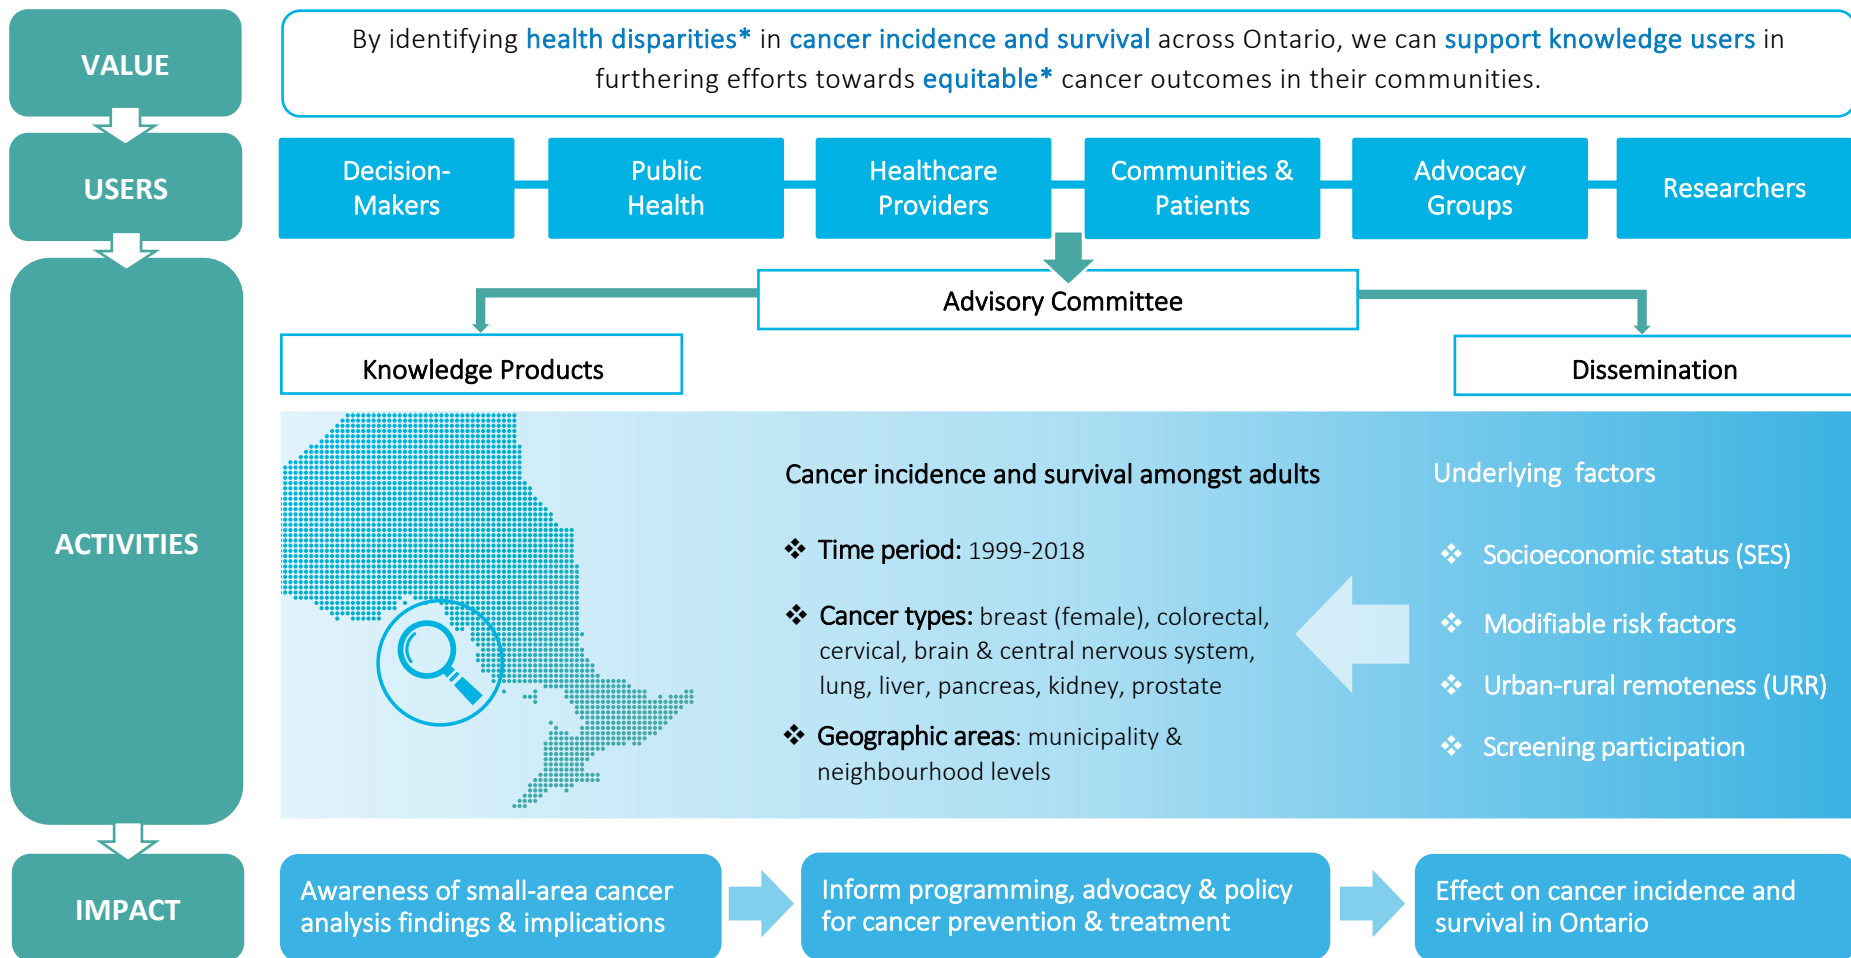 VALUE
By identifying health disparities* in cancer incidence and survival across Ontario, we can support knowledge users in
furthering efforts towards equitable* cancer outcomes in their communities.
USERS
Decision-
Makers
Public
Health
Healthcare
Providers
Communities &
Patients
Advocacy
Groups
Researchers
Advisory Committee
Knowledge Products
Dissemination
ACTIVITIES
Cancer incidence and survival amongst adults
❖ Time period: 1999-2018
❖ Cancer types: breast (female), colorectal,
cervical, brain & central nervous system,
lung, liver, pancreas, kidney, prostate
❖ Geographic areas: municipality &
neighbourhood levels
Underlying factors
❖ Socioeconomic status (SES)
❖ Modifiable risk factors
❖ Urban-rural remoteness (URR)
❖ Screening participation
IMPACT
Awareness of small-area cancer
analysis findings & implications
Inform programming, advocacy & policy
for cancer prevention & treatment
Effect on cancer incidence and
survival in Ontario